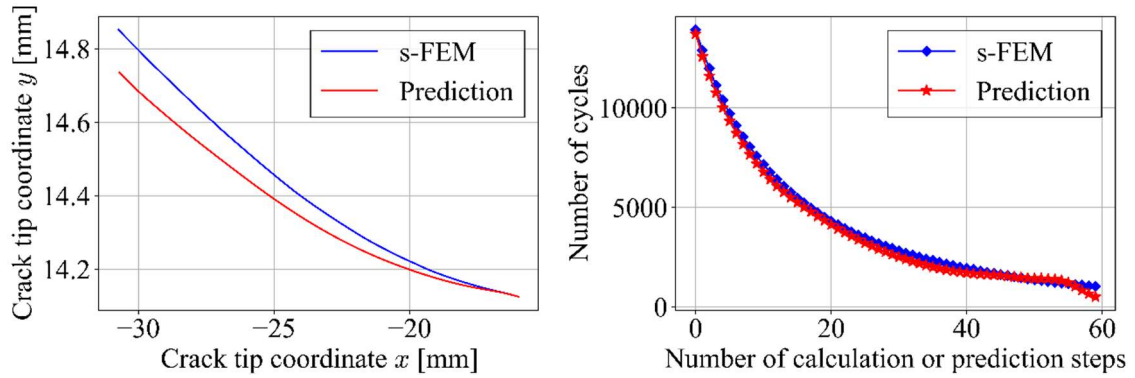 Crack tip coordinate y [mm]
14.8
14.6
14.4
14.2
−30
−25
−20
Crack tip coordinate x [mm]
s-FEM
Prediction
Number of cycles
10000
5000
0
0
20
40
60
Number of calculation or prediction steps
s-FEM
Prediction